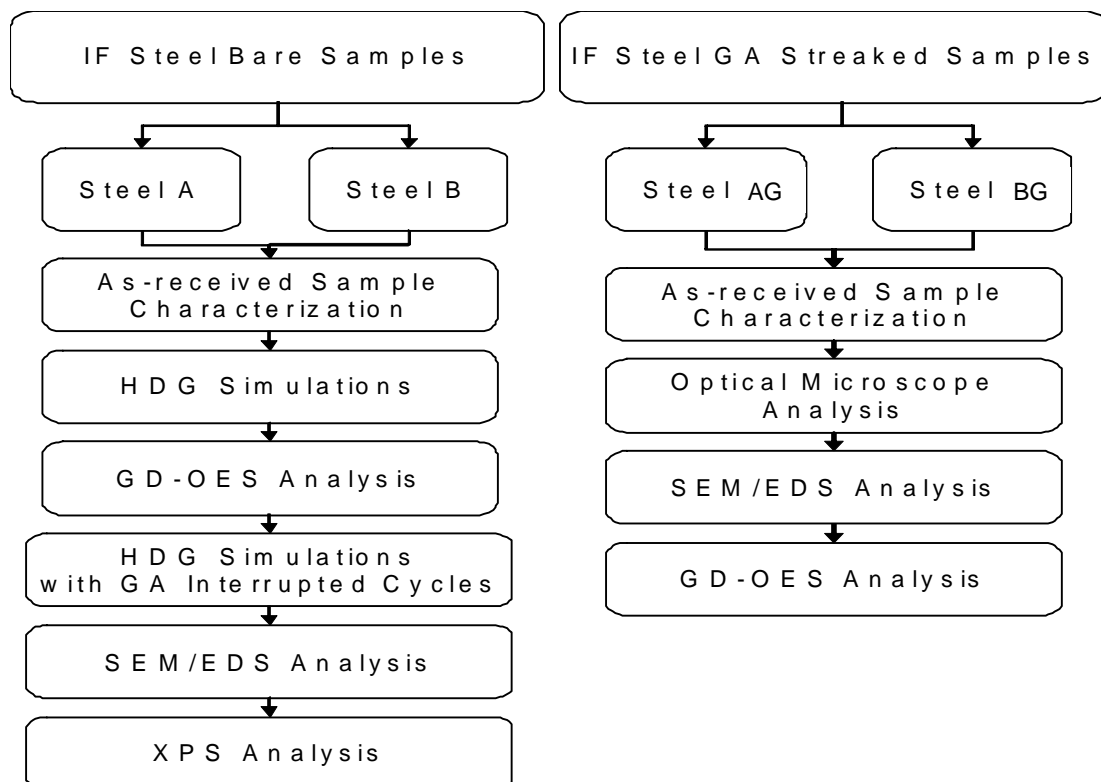 IF Steel Bare Samples
Steel A
Steel B
As-received Sample
Characterization
HDG Simulations
GD-OES Analysis
HDG Simulations
with GA Interrupted Cycles
SEM/EDS Analysis
XPS Analysis
IF Steel GA Streaked Samples
Steel AG
Steel BG
As-received Sample
Characterization
Optical Microscope
Analysis
SEM/EDS Analysis
GD-OES Analysis